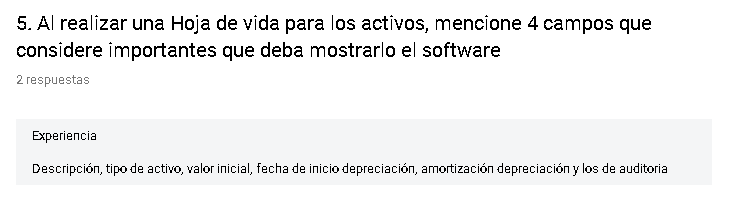 5. Al realizar una Hoja de vida para los activos, mencione 4 campos que
considere importantes que deba mostrarlo el software
2 respuestas
Experiencia
Descripción, tipo de activo, valor inicial, fecha de inicio depreciación, amortización depreciación y los de auditoria